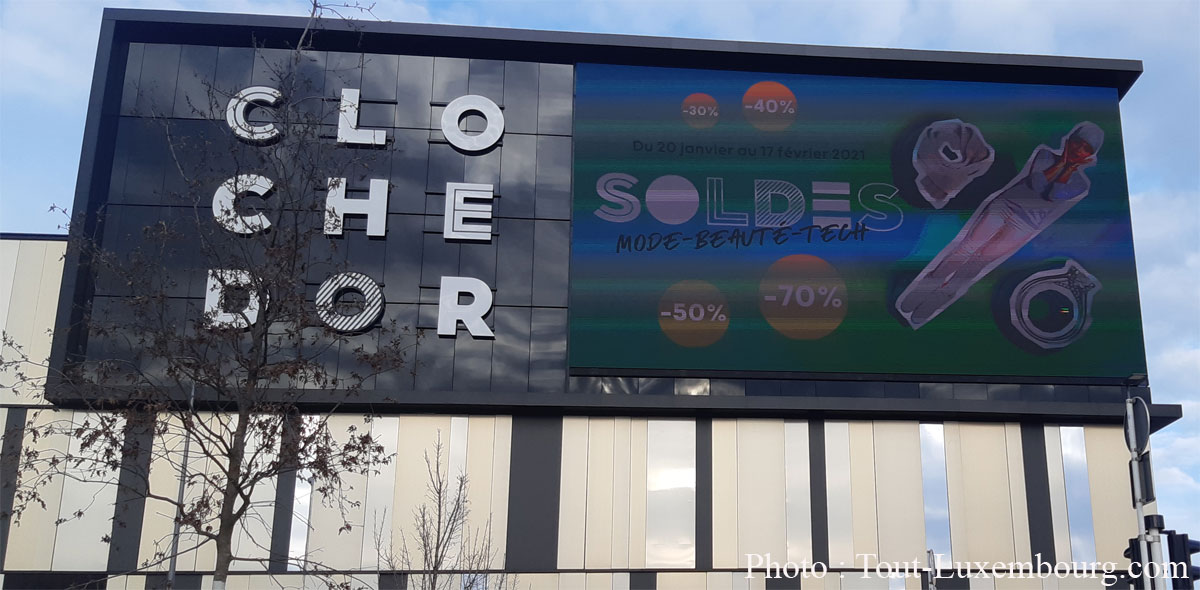 CLO
CHE
DOR
-30% -40%
Du 20 janvier au 17 février 2021
SOLDES
MODE-BEAUTE-TECH
-50% -70%
Photo : Tout-Luxembourg.com